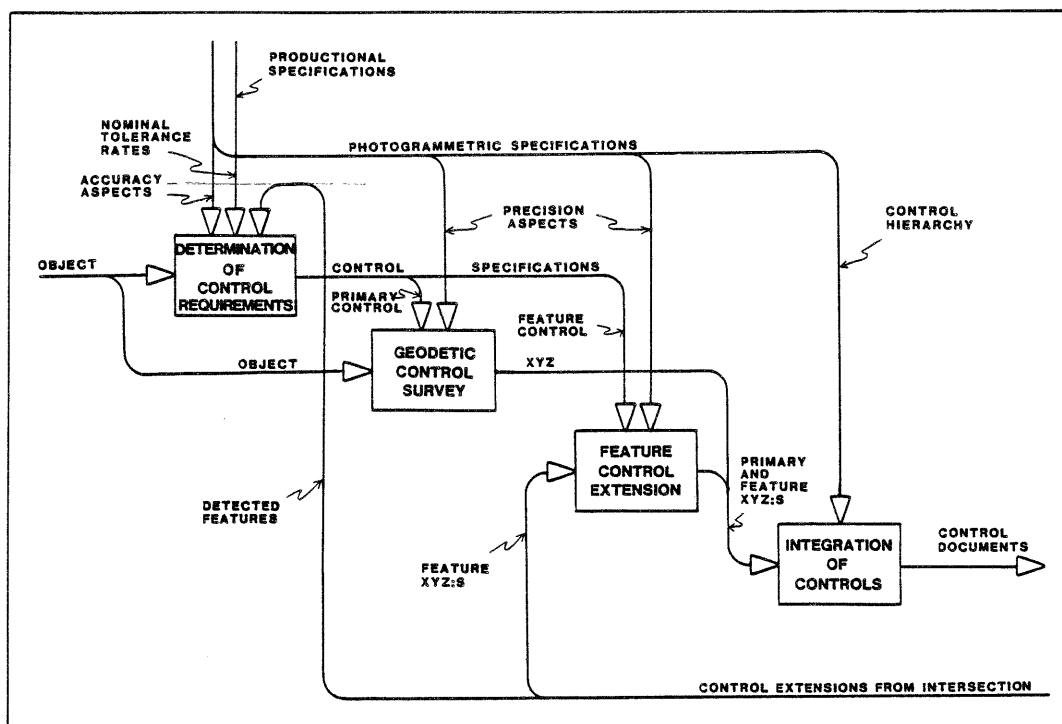 PRODUCTIONAL
SPECIFICATIONS
NOMINAL
TOLERANCE
RATES
PHOTOGRAMMETRIC SPECIFICATIONS
ACCURACY
ASPECTS
PRECISION
ASPECTS
CONTROL
HIERARCHY
DETERMINATION
OF
CONTROL
REQUIREMENTS
OBJECT
CONTROL
SPECIFICATIONS
PRIMARY
CONTROL
FEATURE
CONTROL
OBJECT
GEODETIC
CONTROL
SURVEY
XYZ
FEATURE
CONTROL
EXTENSION
PRIMARY
AND
FEATURE
XYZ:S
DETECTED
FEATURES
FEATURE
XYZ:S
INTEGRATION
OF
CONTROLS
CONTROL
DOCUMENTS
CONTROL EXTENSIONS FROM INTERSECTION